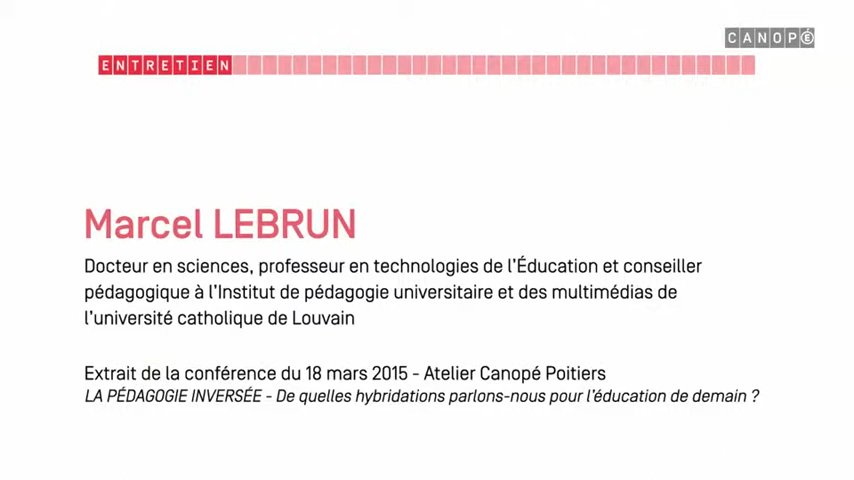 CANOPÉ
ENTRETIEN
Marcel LEBRUN
Docteur en sciences, professeur en technologies de l'Éducation et conseiller
pédagogique à l'Institut de pédagogie universitaire et des multimédias de
l'université catholique de Louvain
Extrait de la conférence du 18 mars 2015 - Atelier Canopé Poitiers
LA PÉDAGOGIE INVERSÉE - De quelles hybridations parlons-nous pour l'éducation de demain ?